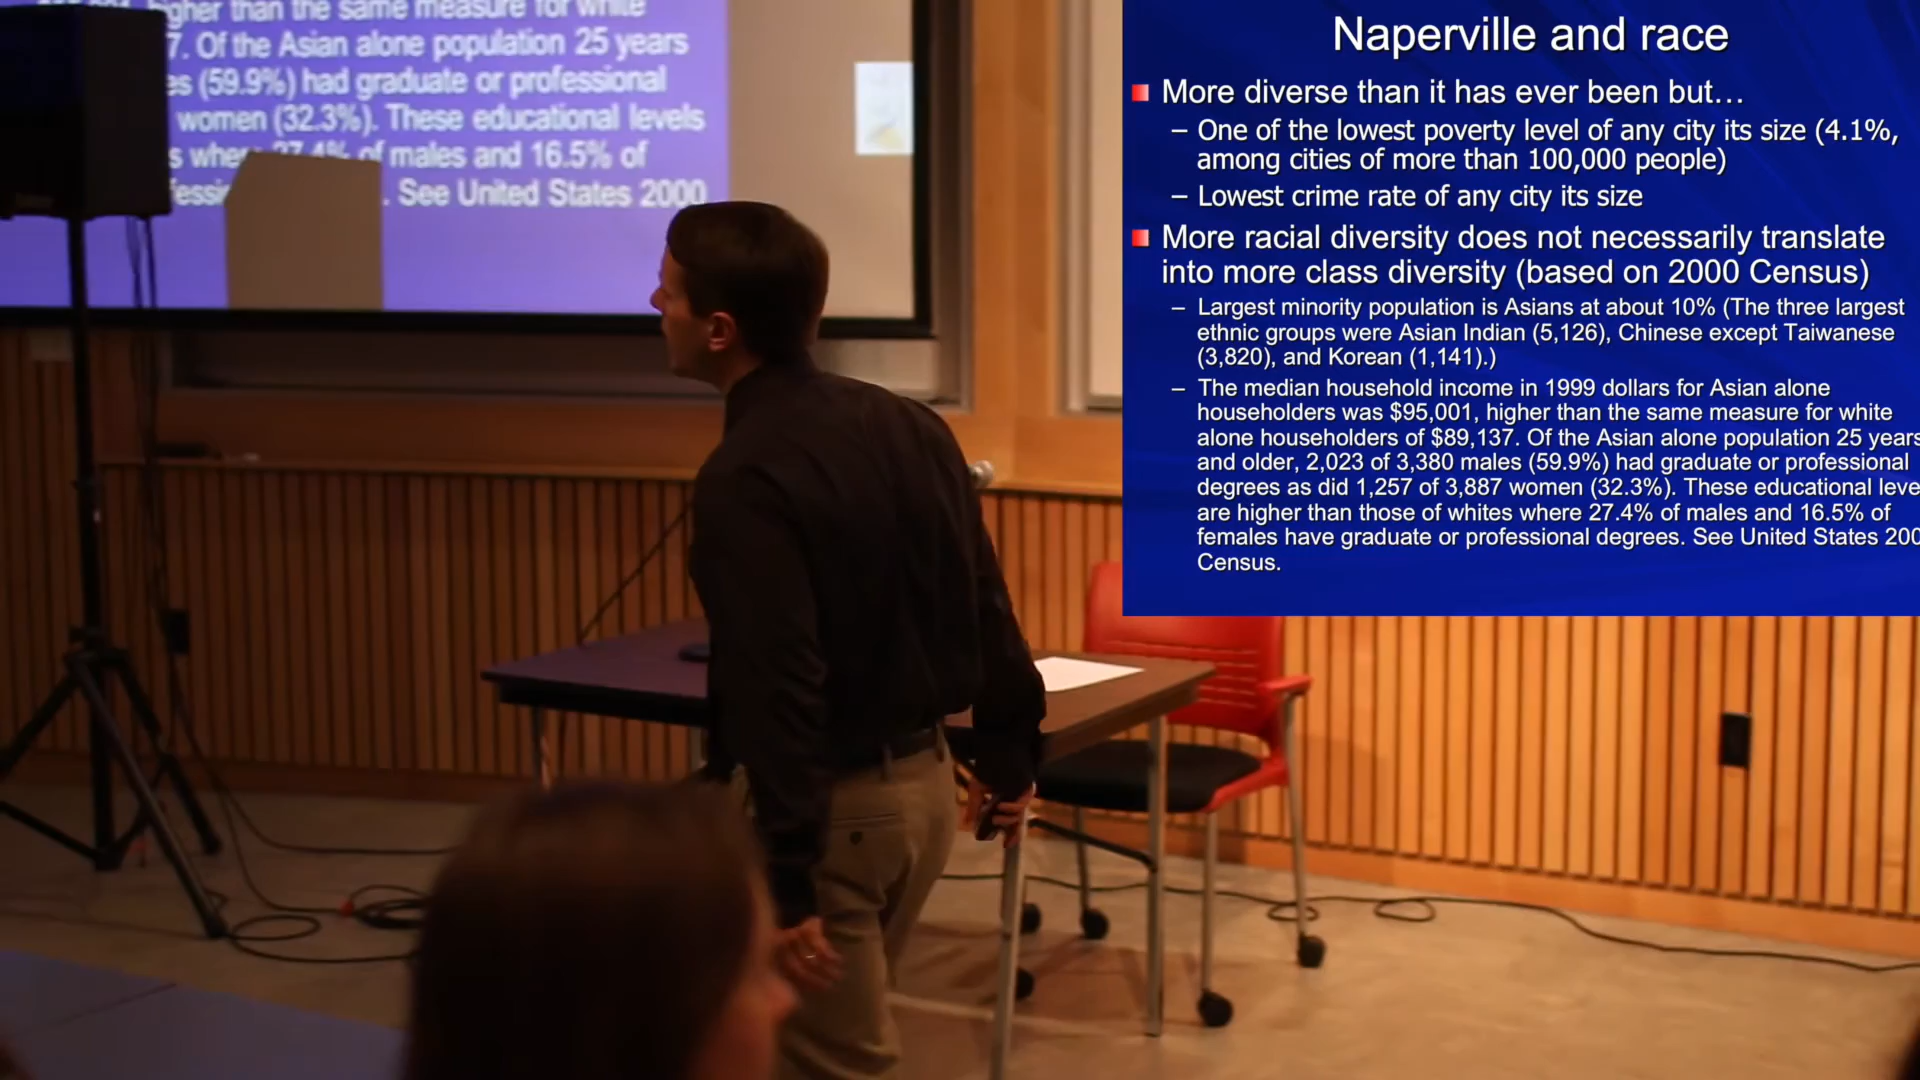 gher than the same measure for white
7. Of the Asian alone population 25 years
es (59.9%) had graduate or professional
women (32.3%). These educational levels
s where 27.4% of males and 16.5% of
fessi . See United States 2000
Naperville and race
More diverse than it has ever been but…
– One of the lowest poverty level of any city its size (4.1%,
among cities of more than 100,000 people)
– Lowest crime rate of any city its size
More racial diversity does not necessarily translate
into more class diversity (based on 2000 Census)
– Largest minority population is Asians at about 10% (The three largest
ethnic groups were Asian Indian (5,126), Chinese except Taiwanese
(3,820), and Korean (1,141).)
– The median household income in 1999 dollars for Asian alone
householders was $95,001, higher than the same measure for white
alone householders of $89,137. Of the Asian alone population 25 years
and older, 2,023 of 3,380 males (59.9%) had graduate or professional
degrees as did 1,257 of 3,887 women (32.3%). These educational leve
are higher than those of whites where 27.4% of males and 16.5% of
females have graduate or professional degrees. See United States 200
Census.